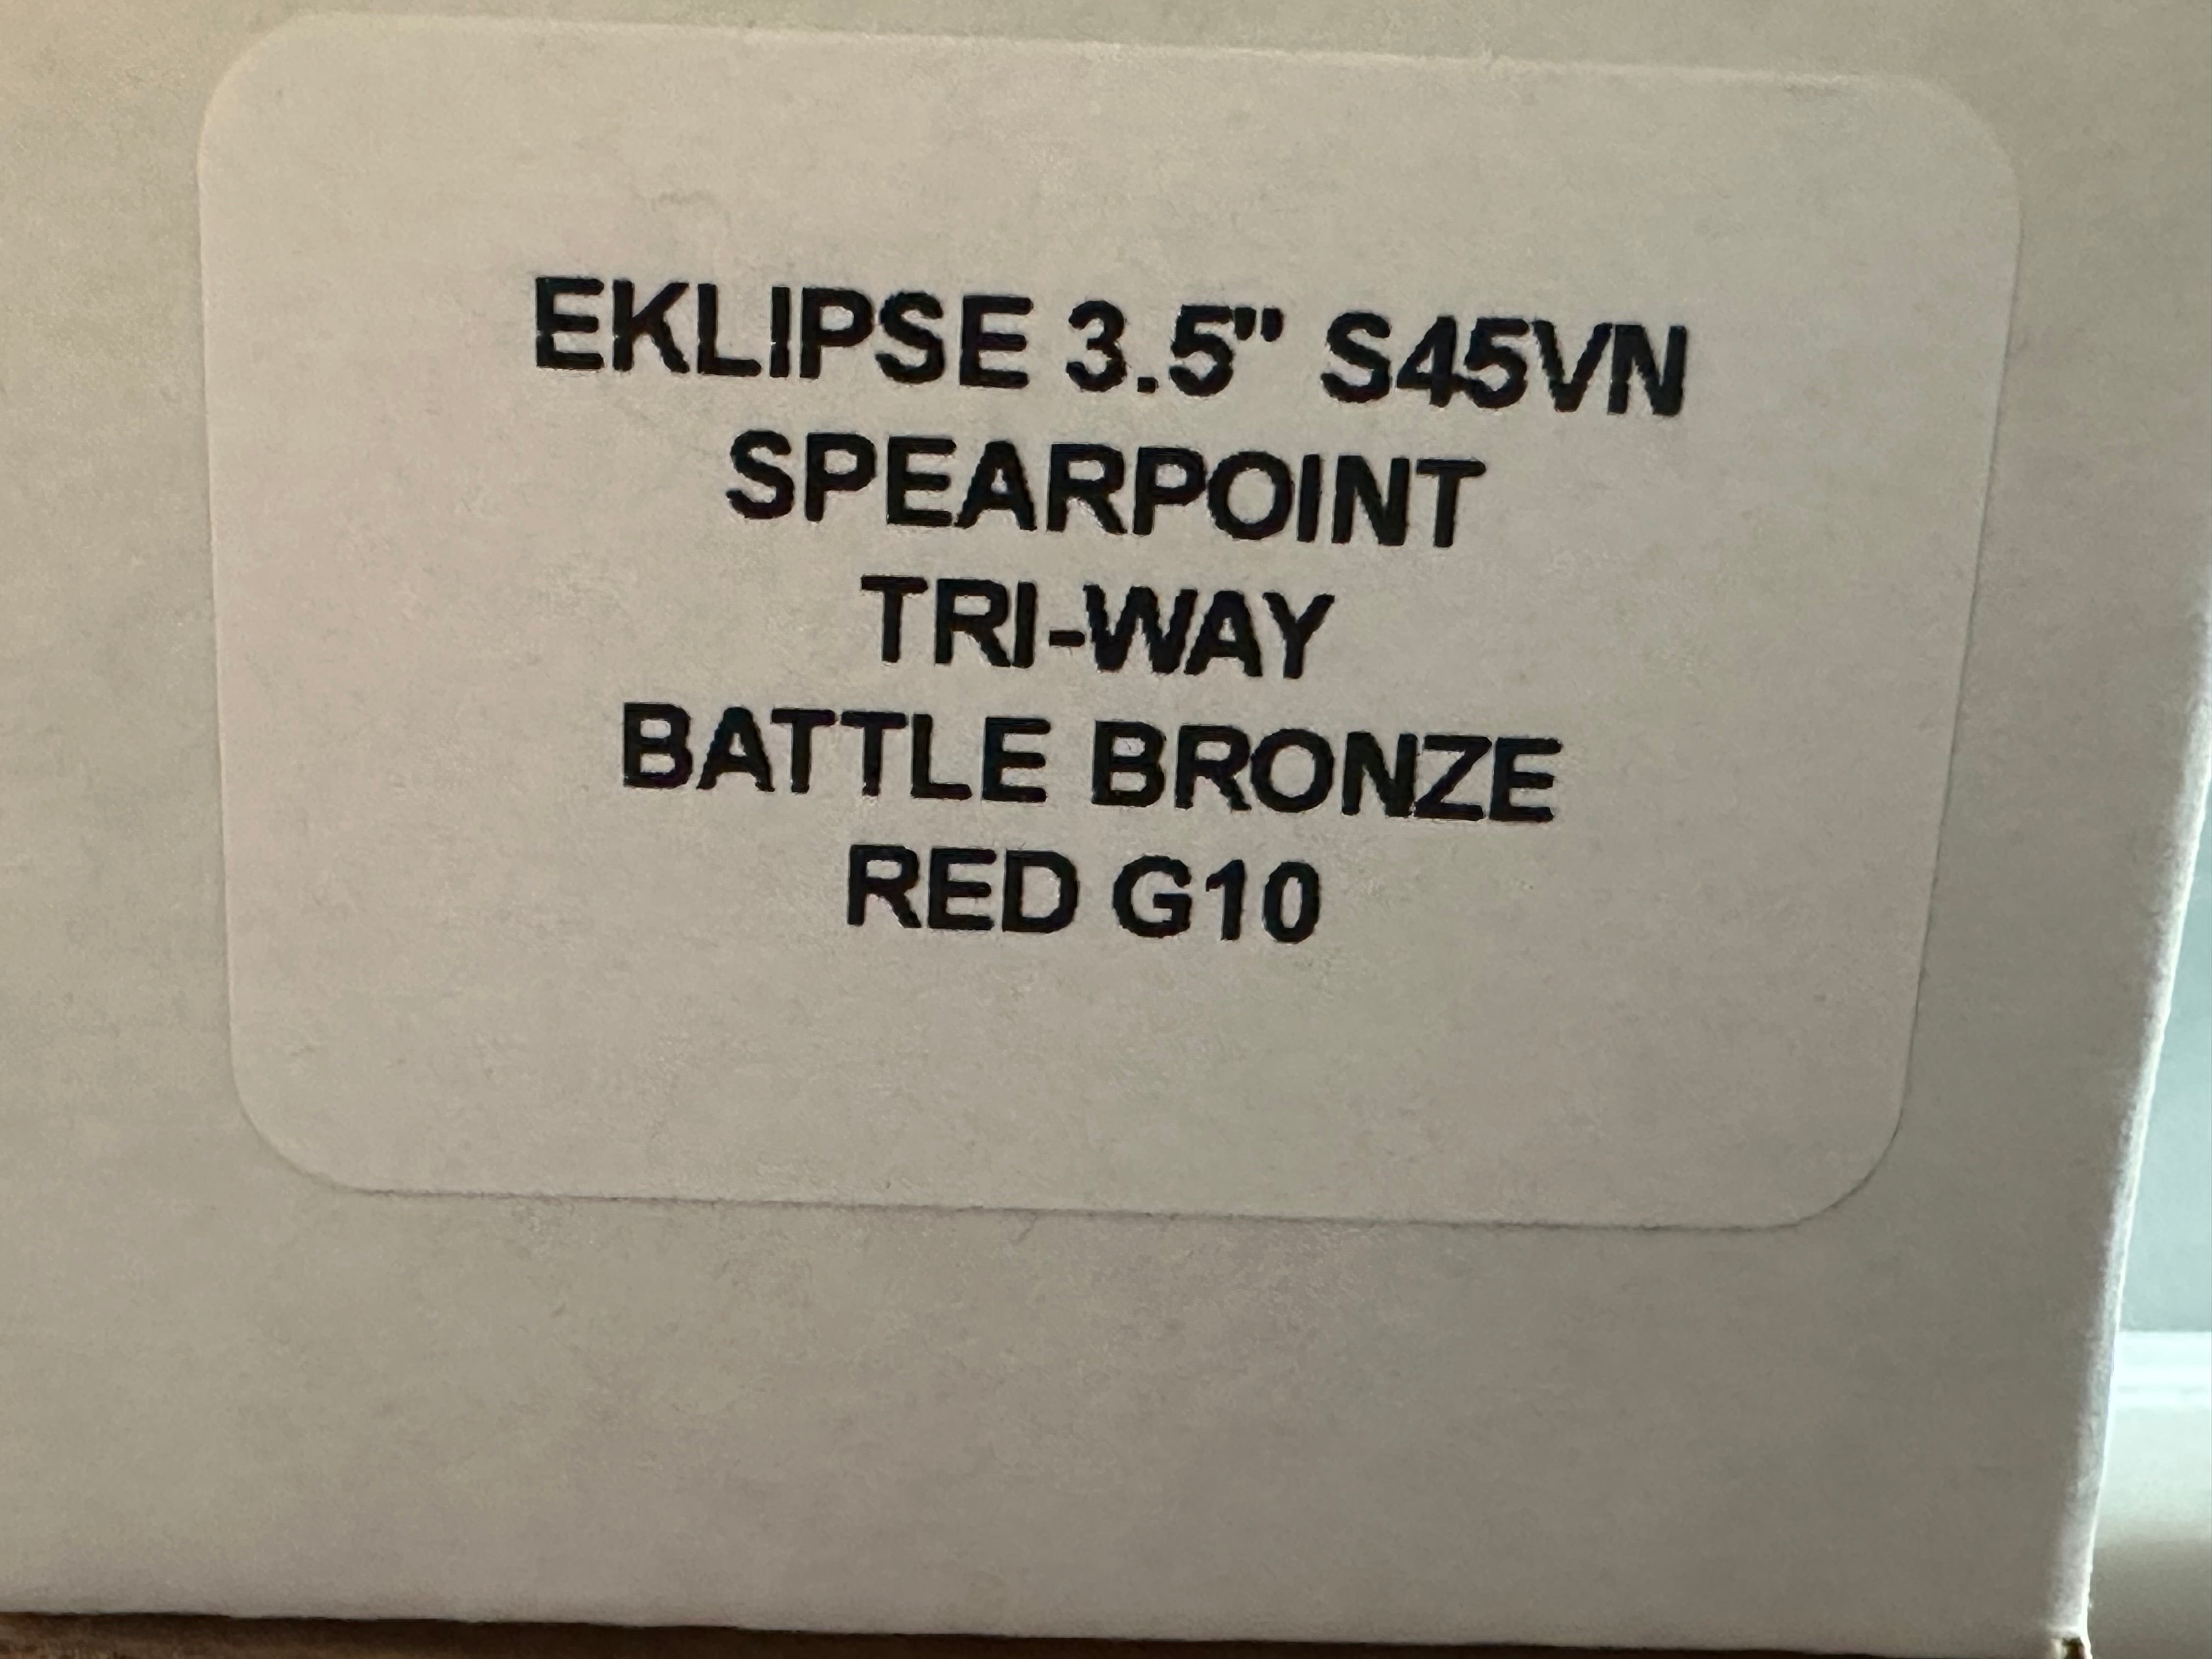 EKLIPSE 3.5" S45VN
SPEARPOINT
TRI-WAY
BATTLE BRONZE
RED G10